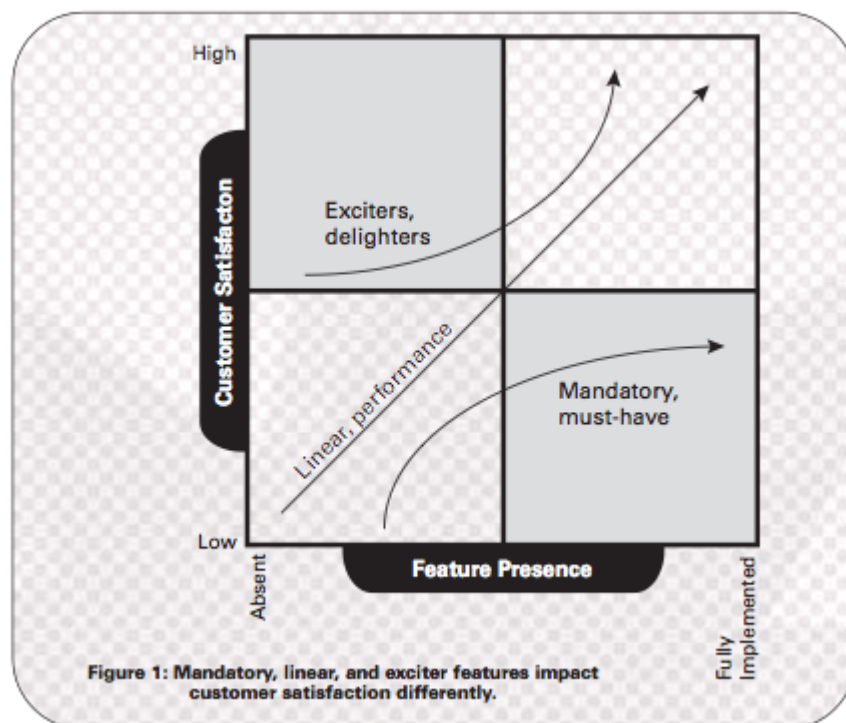 High
Customer Satisfacton
Exciters,
delighters
Linear, performance
Mandatory,
must-have
Low
Absent
Feature Presence
Fully
Implemented
Figure 1: Mandatory, linear, and exciter features impact
customer satisfaction differently.